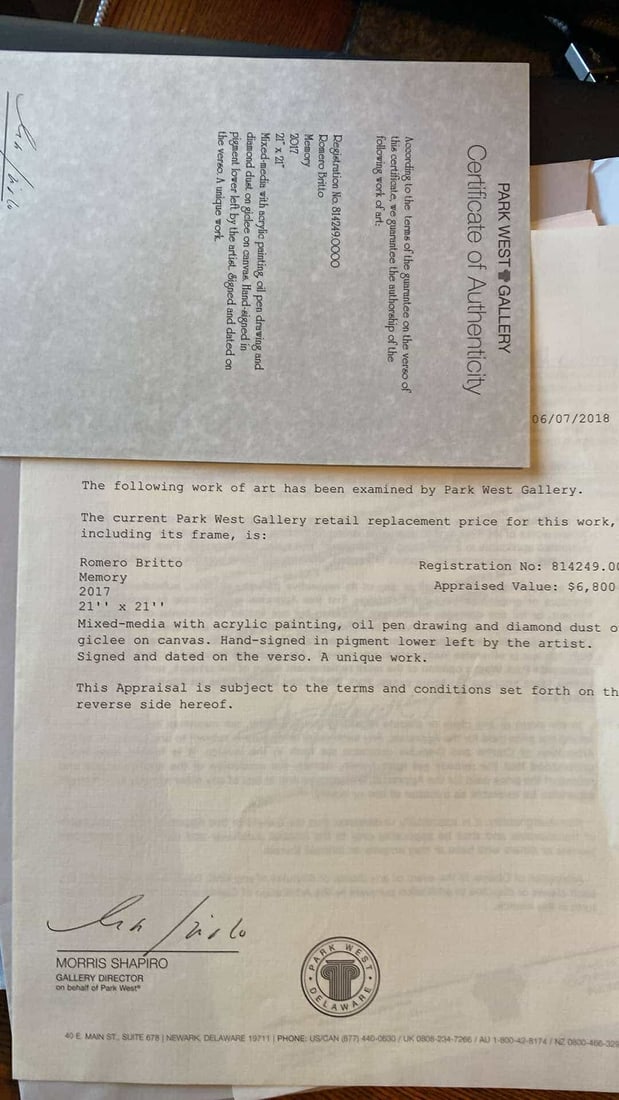 PARK WEST GALLERY
Certificate of Authenticity
According to the terms of the guarantee on the verso of
this certificate, we guarantee the authorship of the
following work of art:
Registration No. 814249.0000
Romero Britto
Memory
2017
21" x 21"
Mixed-media with acrylic painting, oil pen drawing and
diamond dust on giclee on canvas. Hand-signed in
pigment lower left by the artist. Signed and dated on
the verso. A unique work.
06/07/2018
The following work of art has been examined by Park West Gallery.
The current Park West Gallery retail replacement price for this work,
including its frame, is:
Romero Britto
Registration No: 814249.00
Memory
Appraised Value: $6,800
2017
21'' x 21''
Mixed-media with acrylic painting, oil pen drawing and diamond dust o
giclee on canvas. Hand-signed in pigment lower left by the artist.
Signed and dated on the verso. A unique work.
This Appraisal is subject to the terms and conditions set forth on th
reverse side hereof.
MORRIS SHAPIRO
GALLERY DIRECTOR
on behalf of Park West®
PARK WEST
DELAWARE
40 E. MAIN ST., SUITE 678 | NEWARK, DELAWARE 19711 | PHONE: US/CAN (877) 440-0630 / UK 0808-234-7266 / AU 1-800-42-8174 / NZ 0800-466-329